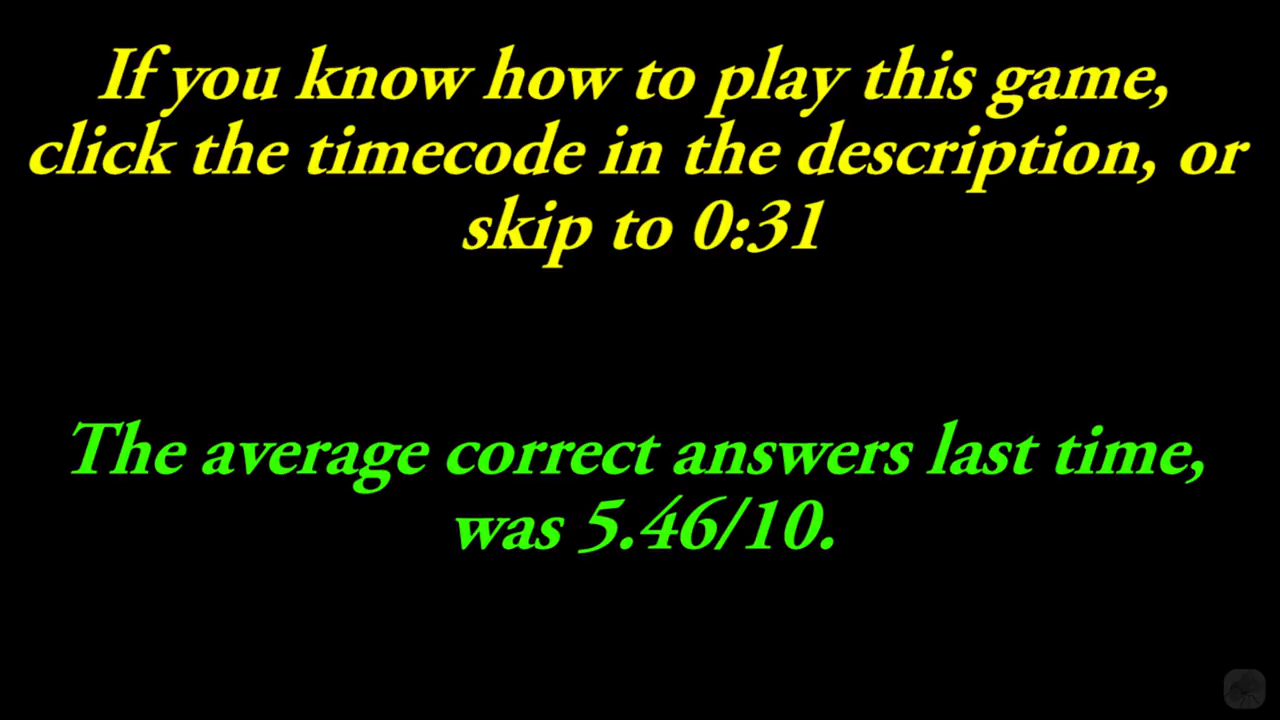 If you know how to play this game,
click the timecode in the description, or
skip to 0:31
The average correct answers last time,
was 5.46/10.